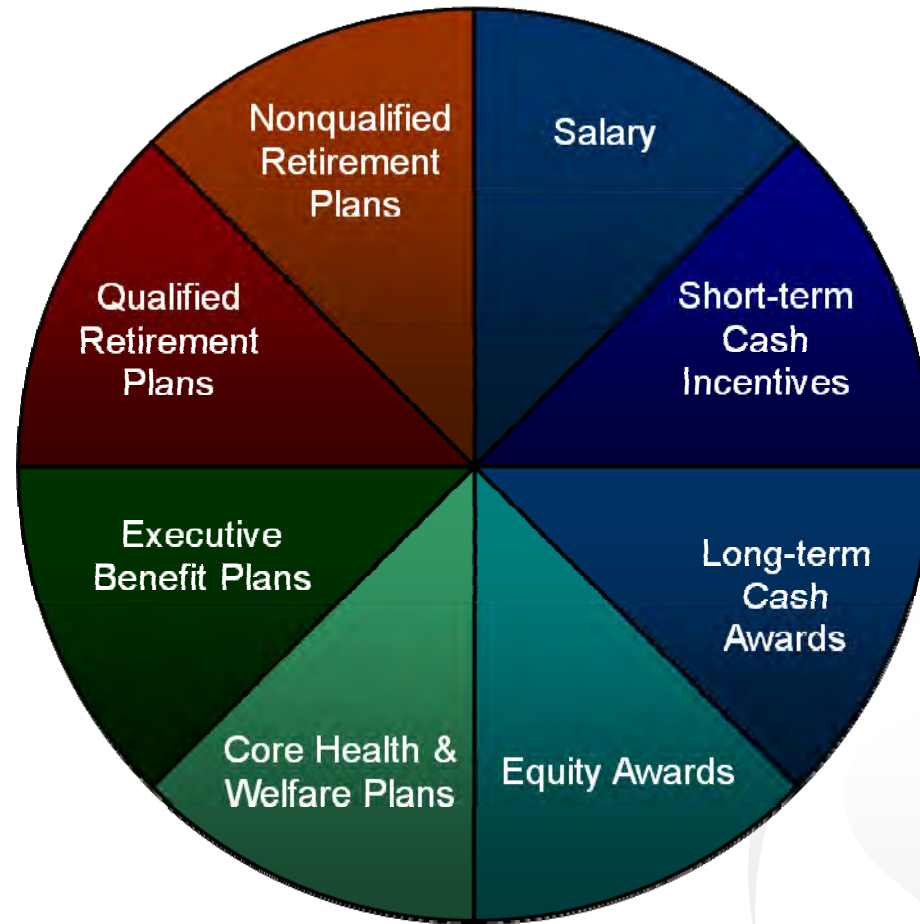 Nonqualified
Retirement
Plans
Salary
Short-term
Cash
Incentives
Long-term
Cash
Awards
Equity Awards
Core Health &
Welfare Plans
Executive
Benefit Plans
Qualified
Retirement
Plans